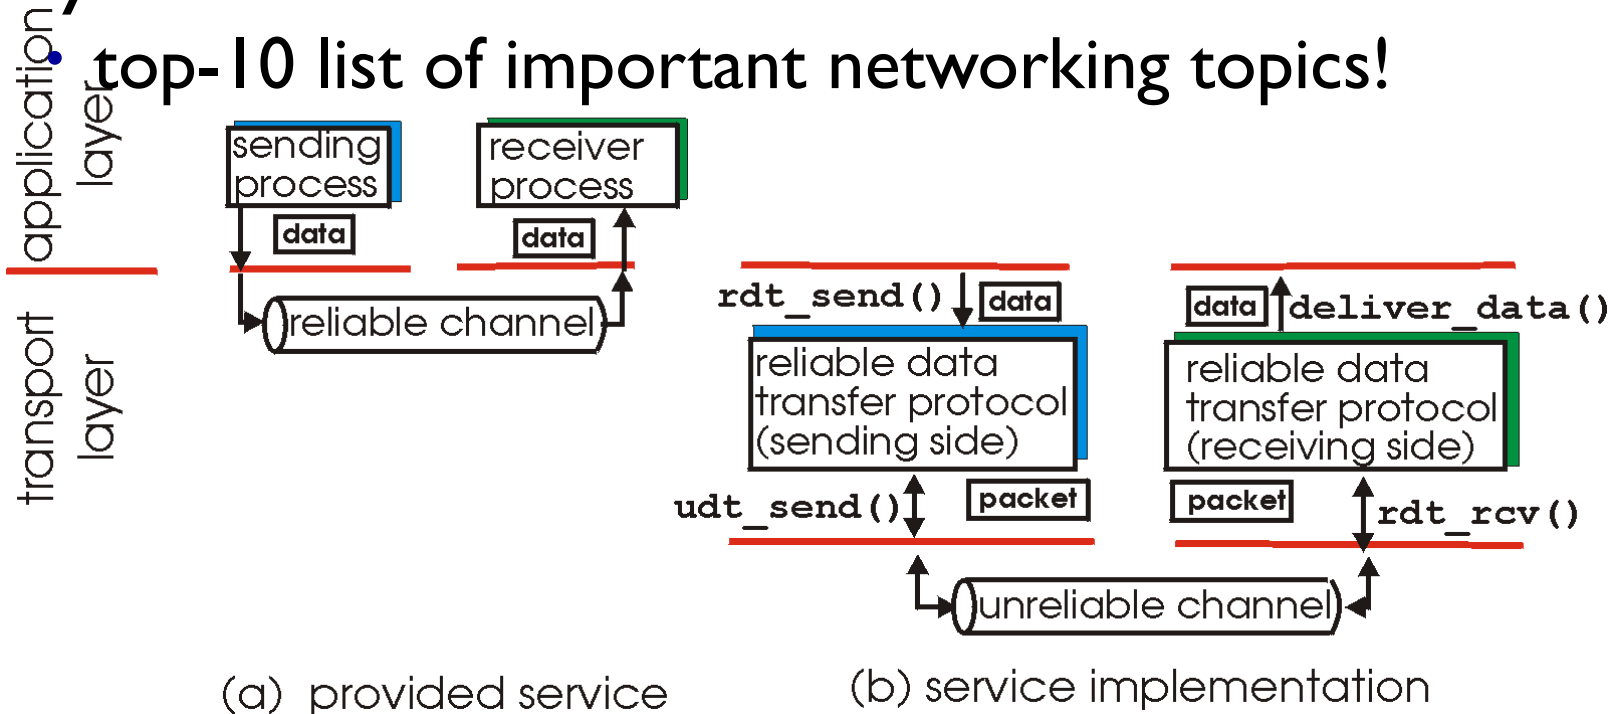 • top-10 list of important networking topics!
application
layer
transport
layer
sending
process
receiver
process
data
data
reliable channel
rdt_send()
data
data
deliver_data()
reliable data
transfer protocol
(sending side)
reliable data
transfer protocol
(receiving side)
udt_send()
packet
packet
rdt_rcv()
unreliable channel
(a) provided service
(b) service implementation